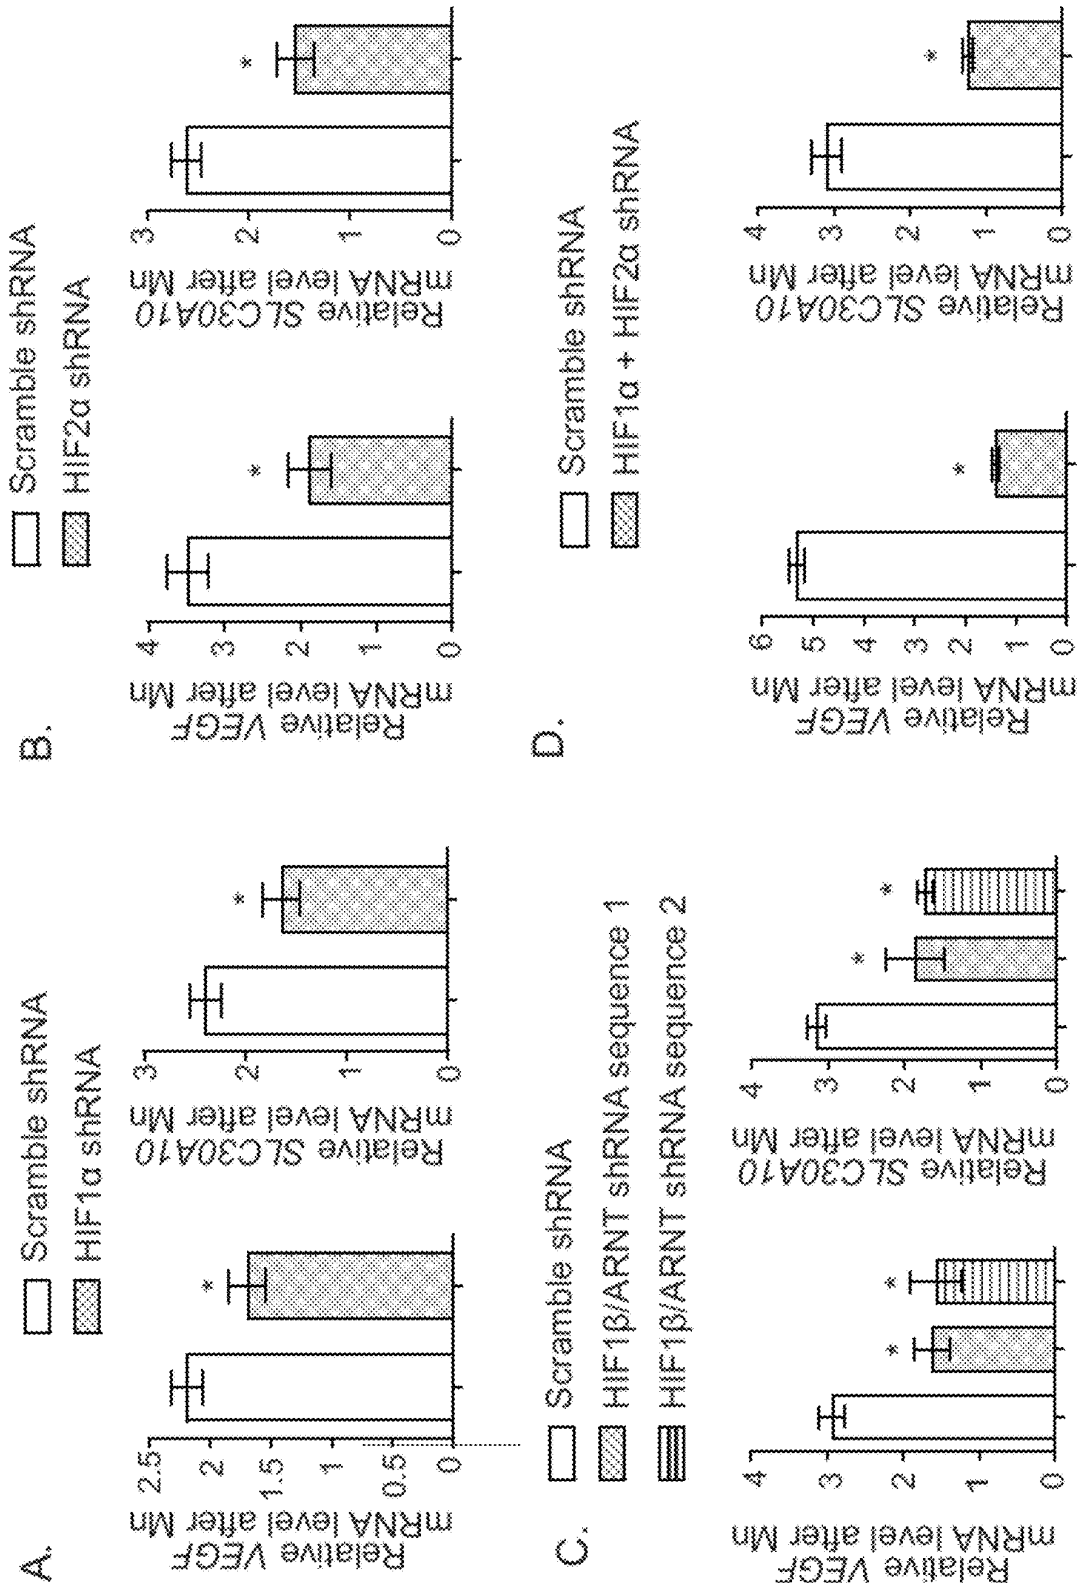 A.
Scramble shRNA
HIF1α shRNA
Relative VEGF
mRNA level after Mn
2.5
2
1.5
1
0.5
0
*
Relative SLC30A10
mRNA level after Mn
3
2
1
0
*
B.
Scramble shRNA
HIF2α shRNA
Relative VEGF
mRNA level after Mn
4
3
2
1
0
*
Relative SLC30A10
mRNA level after Mn
3
2
1
0
*
C.
Scramble shRNA
HIF1β/ARNT shRNA sequence 1
HIF1β/ARNT shRNA sequence 2
Relative VEGF
mRNA level after Mn
4
3
2
1
0
*
*
Relative SLC30A10
mRNA level after Mn
4
3
2
1
0
*
*
D.
Scramble shRNA
HIF1α + HIF2α shRNA
Relative VEGF
mRNA level after Mn
6
5
4
3
2
1
0
*
Relative SLC30A10
mRNA level after Mn
4
3
2
1
0
*